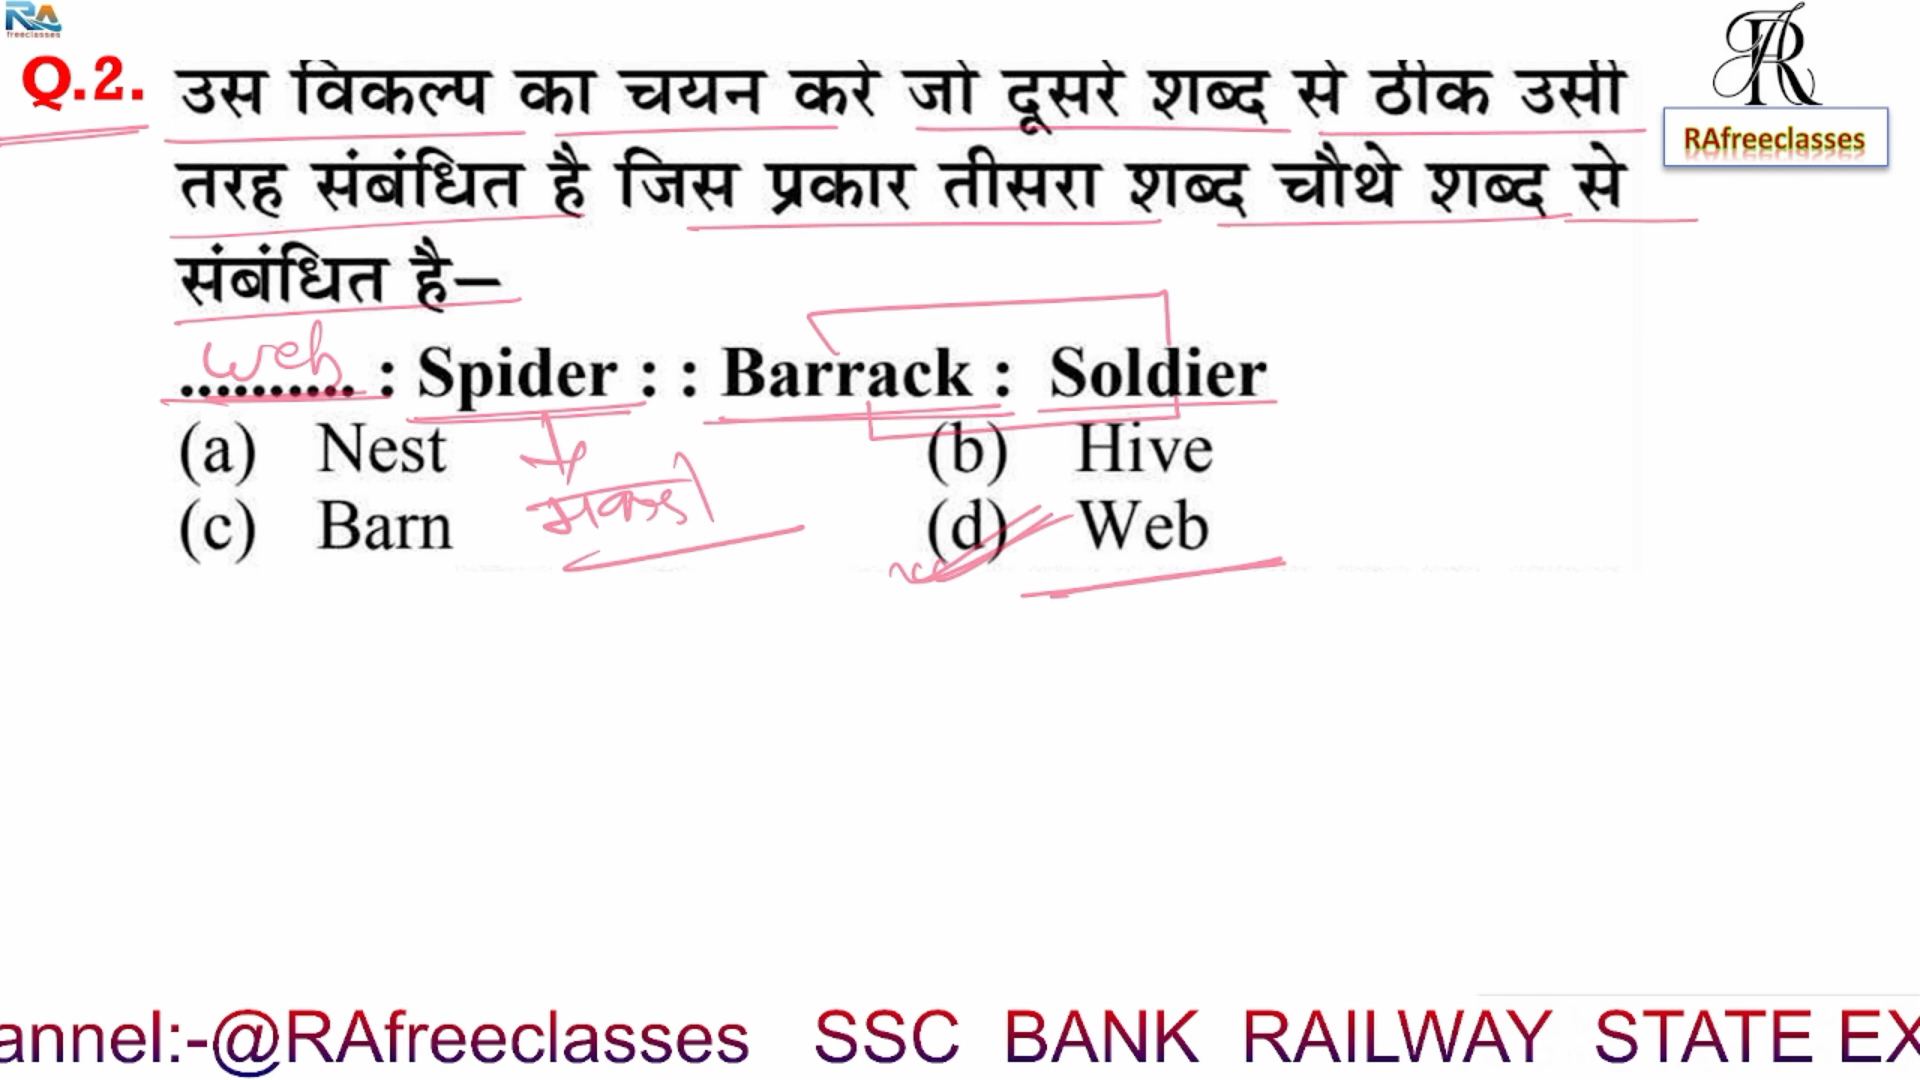 RA
freeclasses
Q.2. उस विकल्प का चयन करे जो दूसरे शब्द से ठीक उसी
RAfreeclasses
तरह संबंधित है जिस प्रकार तीसरा शब्द चौथे शब्द से
संबंधित है–
web
.......... : Spider : : Barrack : Soldier
(a) Nest (b) Hive
(c) Barn (d) Web
annel:-@RAfreeclasses SSC BANK RAILWAY STATE EX